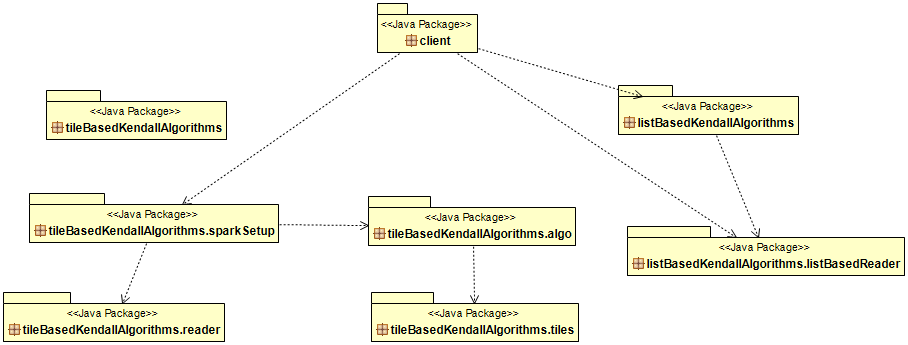 <<Java Package>>
client
<<Java Package>>
tileBasedKendallAlgorithms
<<Java Package>>
listBasedKendallAlgorithms
<<Java Package>>
tileBasedKendallAlgorithms.sparkSetup
<<Java Package>>
tileBasedKendallAlgorithms.algo
<<Java Package>>
listBasedKendallAlgorithms.listBasedReader
<<Java Package>>
tileBasedKendallAlgorithms.reader
<<Java Package>>
tileBasedKendallAlgorithms.tiles